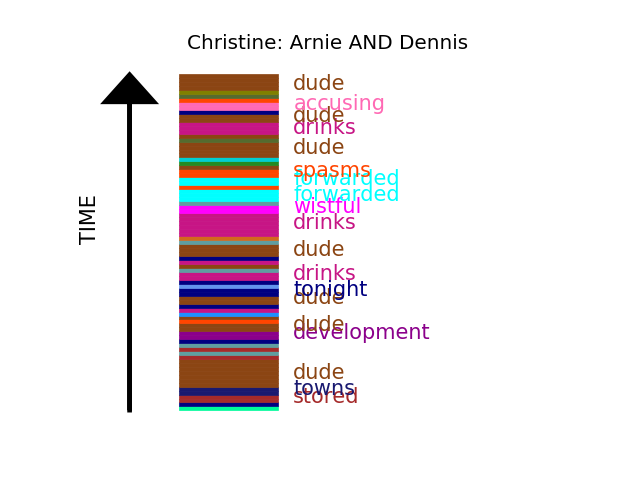 Christine: Arnie AND Dennis
dude
accusing
dude
drinks
dude
spasms
forwarded
forwarded
wistful
drinks
dude
drinks
tonight
dude
dude
development
dude
towns
stored
TIME